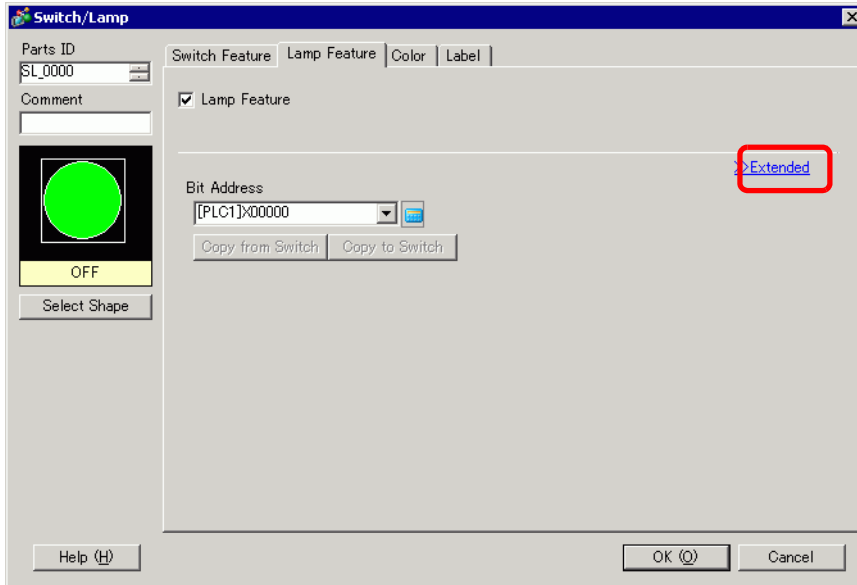 Switch/Lamp
Parts ID
SL_0000
Comment
OFF
Select Shape
Switch Feature Lamp Feature Color Label
Lamp Feature
>>Extended
Bit Address
[PLC1]X00000
Copy from Switch Copy to Switch
Help (H) OK (O) Cancel